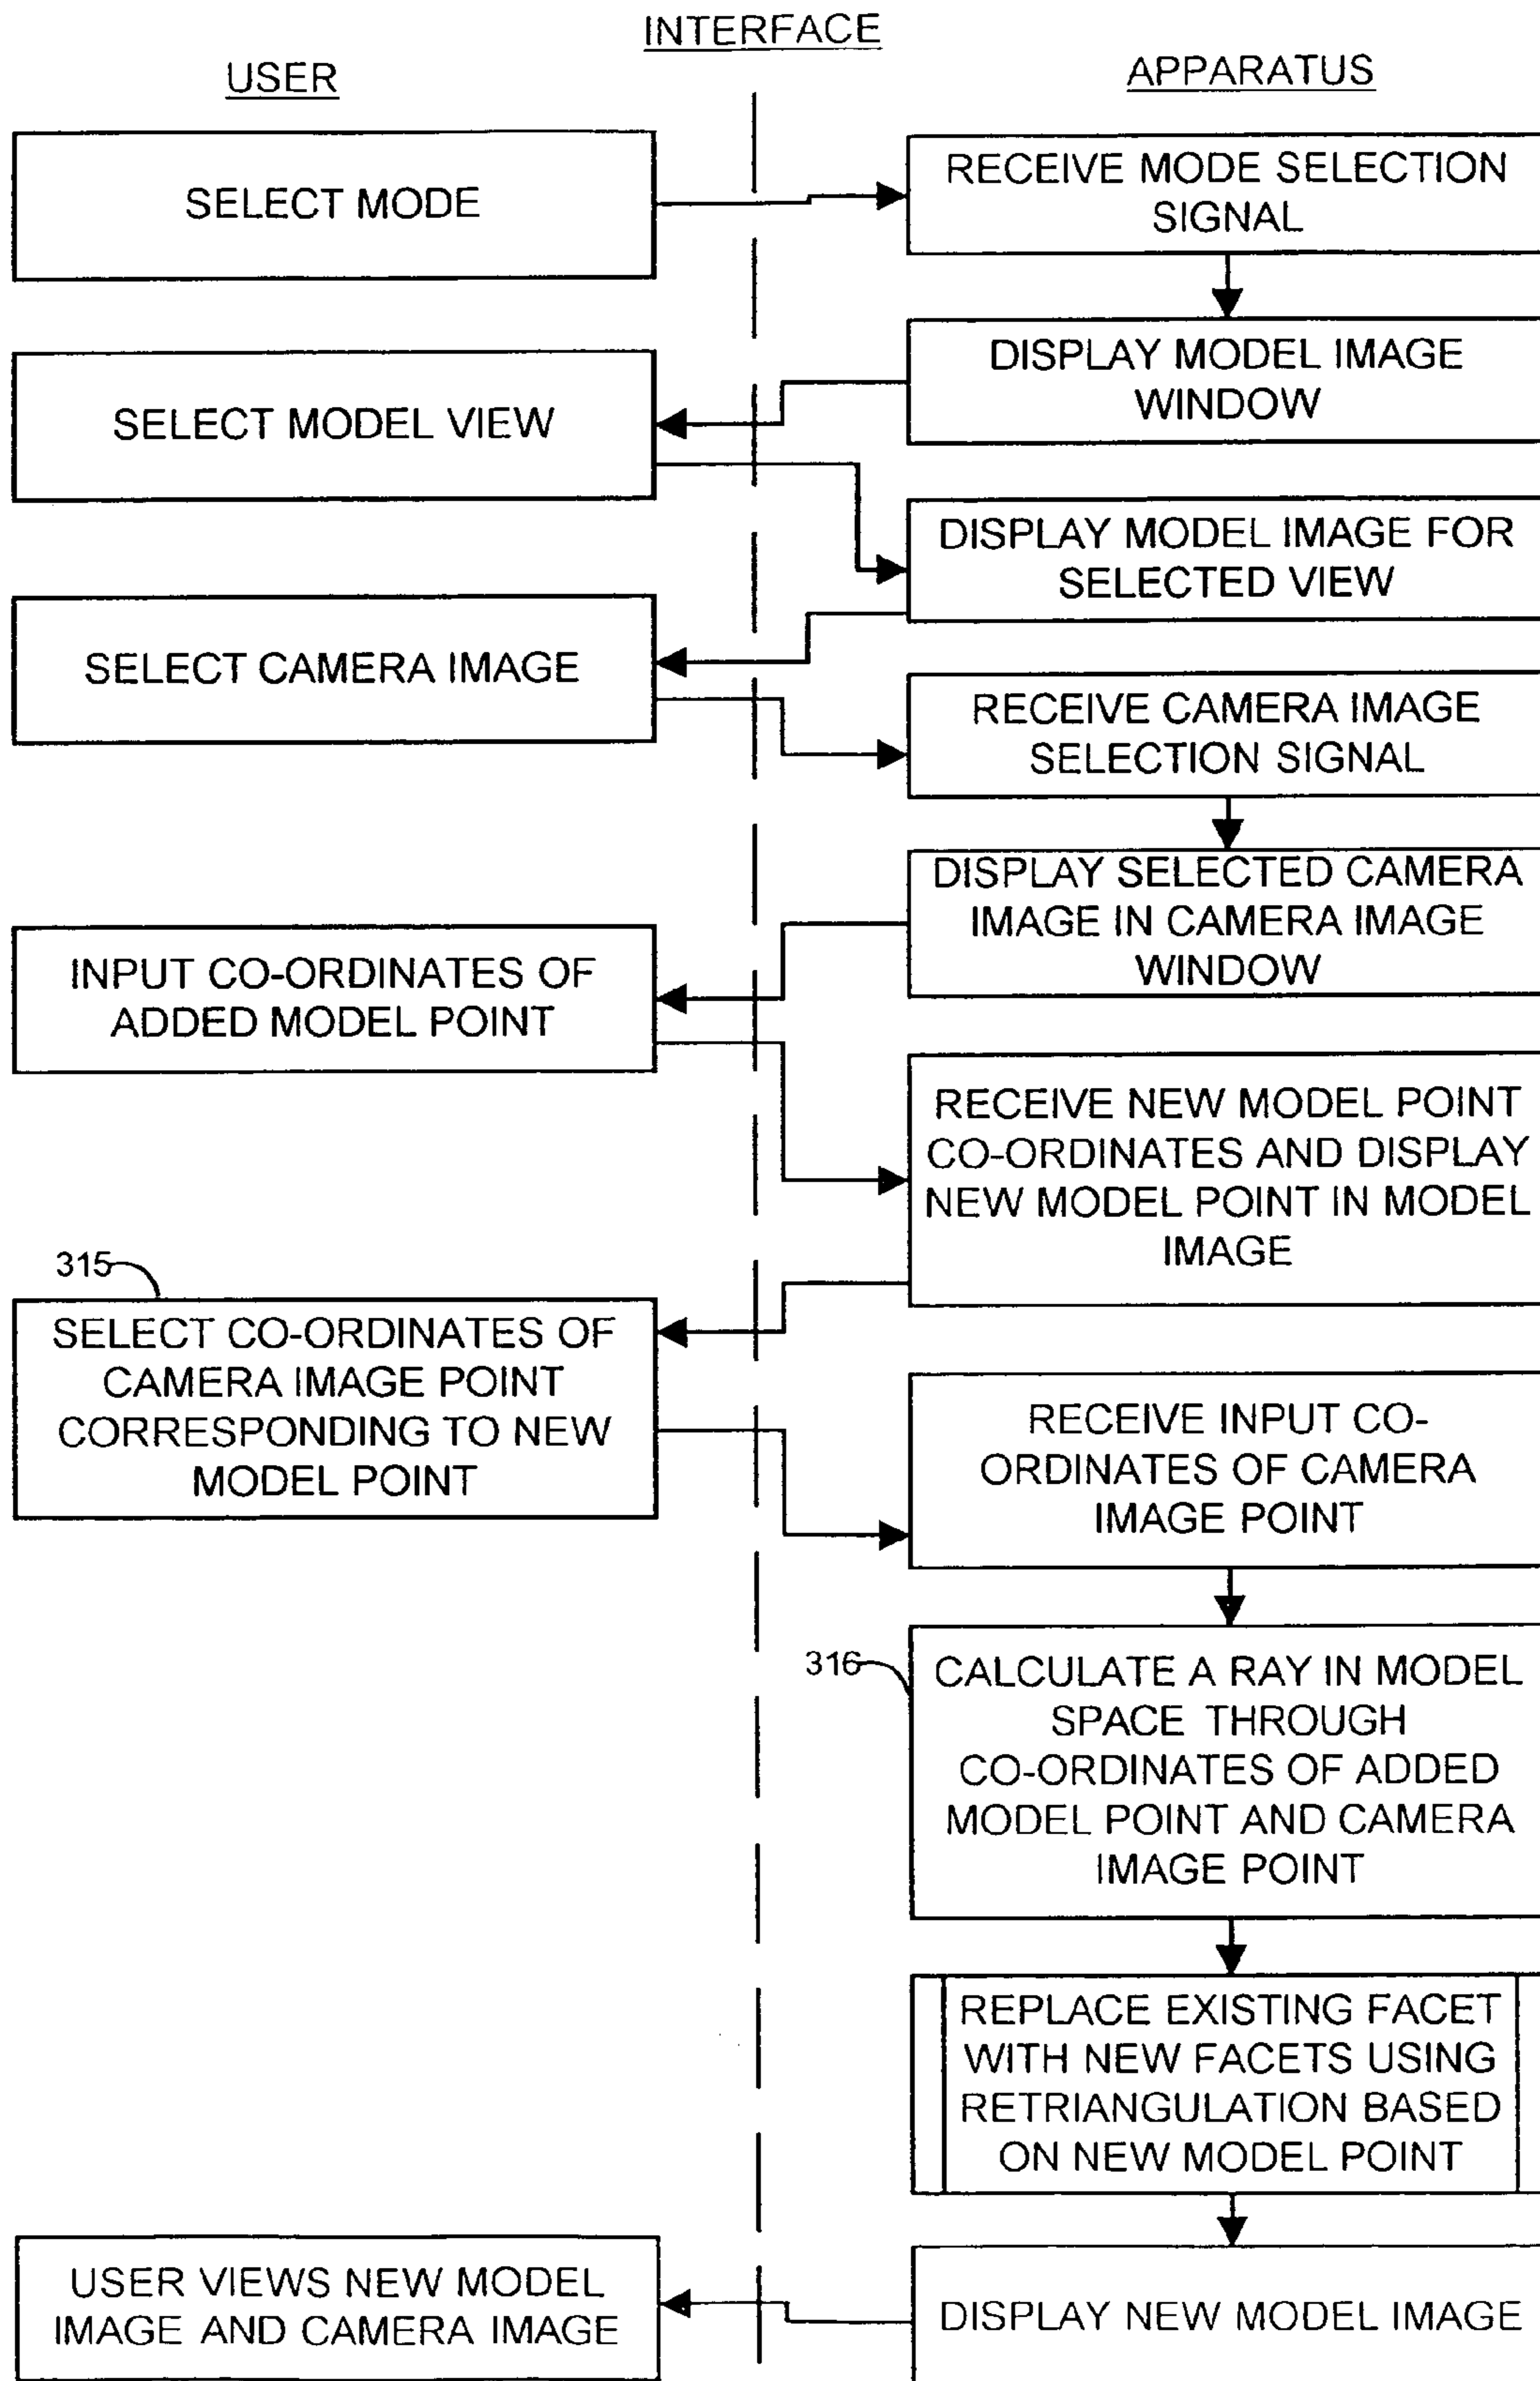 INTERFACE
USER
APPARATUS
SELECT MODE
RECEIVE MODE SELECTION
SIGNAL
DISPLAY MODEL IMAGE
WINDOW
SELECT MODEL VIEW
DISPLAY MODEL IMAGE FOR
SELECTED VIEW
SELECT CAMERA IMAGE
RECEIVE CAMERA IMAGE
SELECTION SIGNAL
DISPLAY SELECTED CAMERA
IMAGE IN CAMERA IMAGE
WINDOW
INPUT CO-ORDINATES OF
ADDED MODEL POINT
RECEIVE NEW MODEL POINT
CO-ORDINATES AND DISPLAY
NEW MODEL POINT IN MODEL
IMAGE
315
SELECT CO-ORDINATES OF
CAMERA IMAGE POINT
CORRESPONDING TO NEW
MODEL POINT
RECEIVE INPUT CO-
ORDINATES OF CAMERA
IMAGE POINT
316
CALCULATE A RAY IN MODEL
SPACE THROUGH
CO-ORDINATES OF ADDED
MODEL POINT AND CAMERA
IMAGE POINT
REPLACE EXISTING FACET
WITH NEW FACETS USING
RETRIANGULATION BASED
ON NEW MODEL POINT
USER VIEWS NEW MODEL
IMAGE AND CAMERA IMAGE
DISPLAY NEW MODEL IMAGE